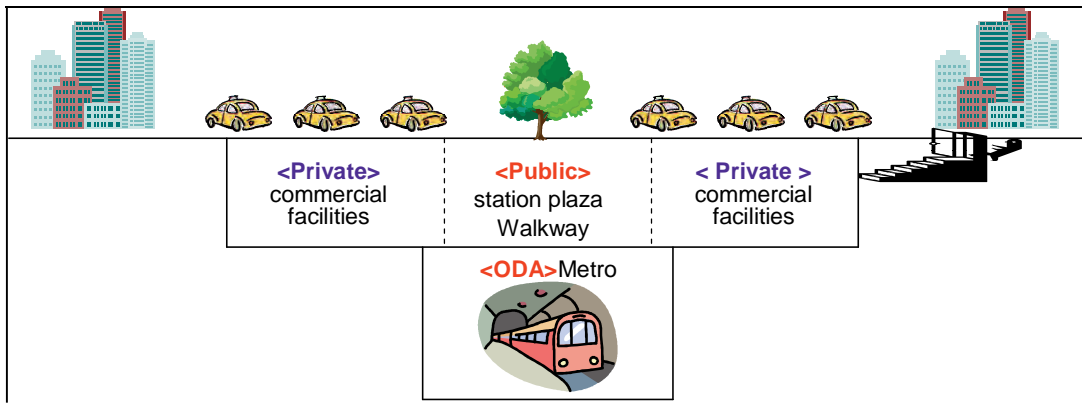 <Private>
commercial
facilities
<Public>
station plaza
Walkway
< Private >
commercial
facilities
<ODA>Metro